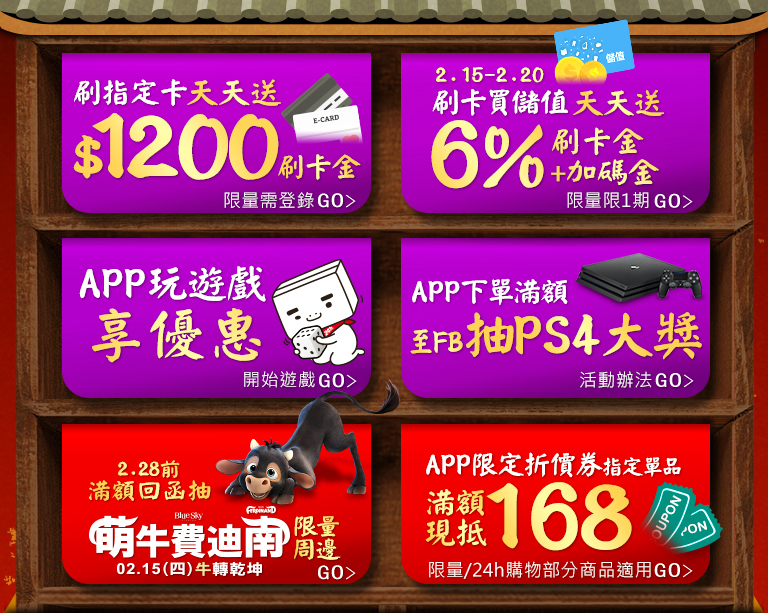 刷指定卡天天送
E-CARD
$1200刷卡金
限量需登錄GO>
儲值
2.15-2.20
刷卡買儲值天天送
6%刷卡金+加碼金
限量限1期GO>
APP玩遊戲
享優惠
開始遊戲GO>
APP下單滿額
至FB抽PS4大獎
活動辦法GO>
2.28前
滿額回函抽
BlueSky
FERDINAND
萌牛費迪南
限量周邊
02.15(四)牛轉乾坤
GO>
APP限定折價券指定單品
滿額現抵168
OUPON
'ON
限量/24h購物部分商品適用GO>